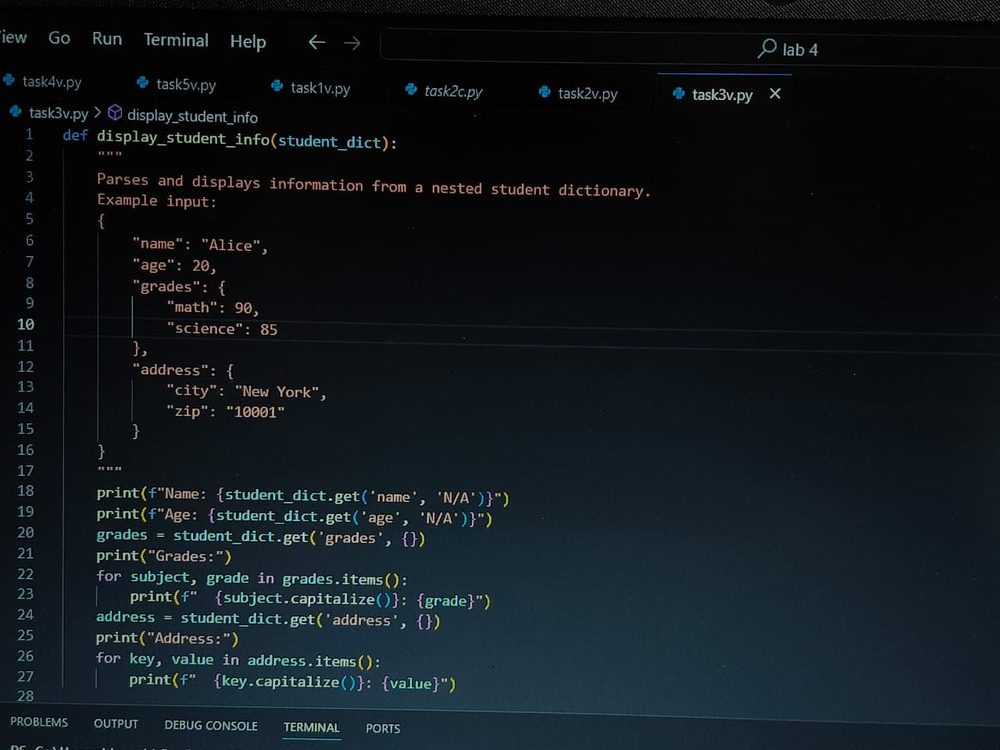 Go Run Terminal Help ← → lab 4
task4v.py task5v.py task1v.py task2c.py task2v.py task3v.py ×
task3v.py > display_student_info
1 def display_student_info(student_dict):
2     """
3     Parses and displays information from a nested student dictionary.
4     Example input:
5     {
6         "name": "Alice",
7         "age": 20,
8         "grades": {
9             "math": 90,
10             "science": 85
11         },
12         "address": {
13             "city": "New York",
14             "zip": "10001"
15         }
16     }
17     """
18     print(f"Name: {student_dict.get('name', 'N/A')}")
19     print(f"Age: {student_dict.get('age', 'N/A')}")
20     grades = student_dict.get('grades', {})
21     print("Grades:")
22     for subject, grade in grades.items():
23         print(f"  {subject.capitalize()}: {grade}")
24     address = student_dict.get('address', {})
25     print("Address:")
26     for key, value in address.items():
27         print(f"  {key.capitalize()}: {value}")
28
PROBLEMS OUTPUT DEBUG CONSOLE TERMINAL PORTS